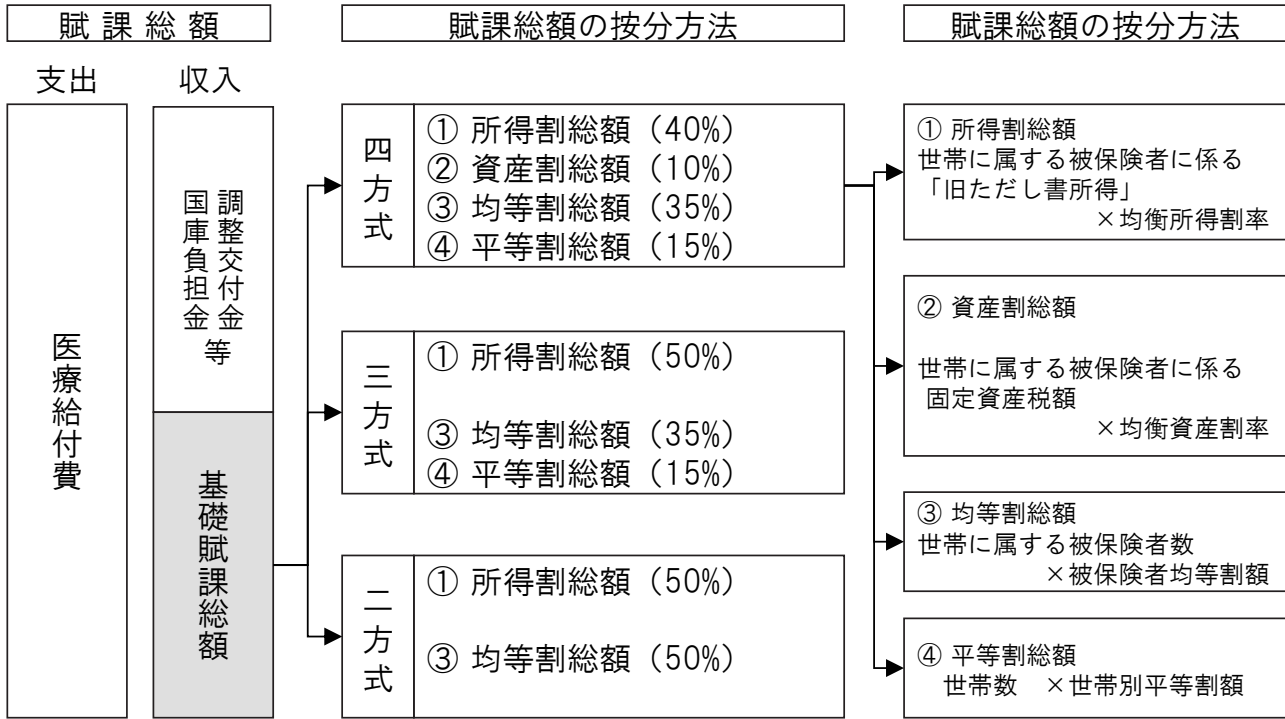 賦課総額
賦課総額の按分方法
賦課総額の按分方法
支出
収入
医療給付費
調整交付金
国庫負担金
等
基礎賦課総額
四方式
① 所得割総額（40%）
② 資産割総額（10%）
③ 均等割総額（35%）
④ 平等割総額（15%）
三方式
① 所得割総額（50%）
③ 均等割総額（35%）
④ 平等割総額（15%）
二方式
① 所得割総額（50%）
③ 均等割総額（50%）
① 所得割総額
世帯に属する被保険者に係る
「旧ただし書所得」
×均衡所得割率
② 資産割総額
世帯に属する被保険者に係る
固定資産税額
×均衡資産割率
③ 均等割総額
世帯に属する被保険者数
×被保険者均等割額
④ 平等割総額
世帯数　×世帯別平等割額